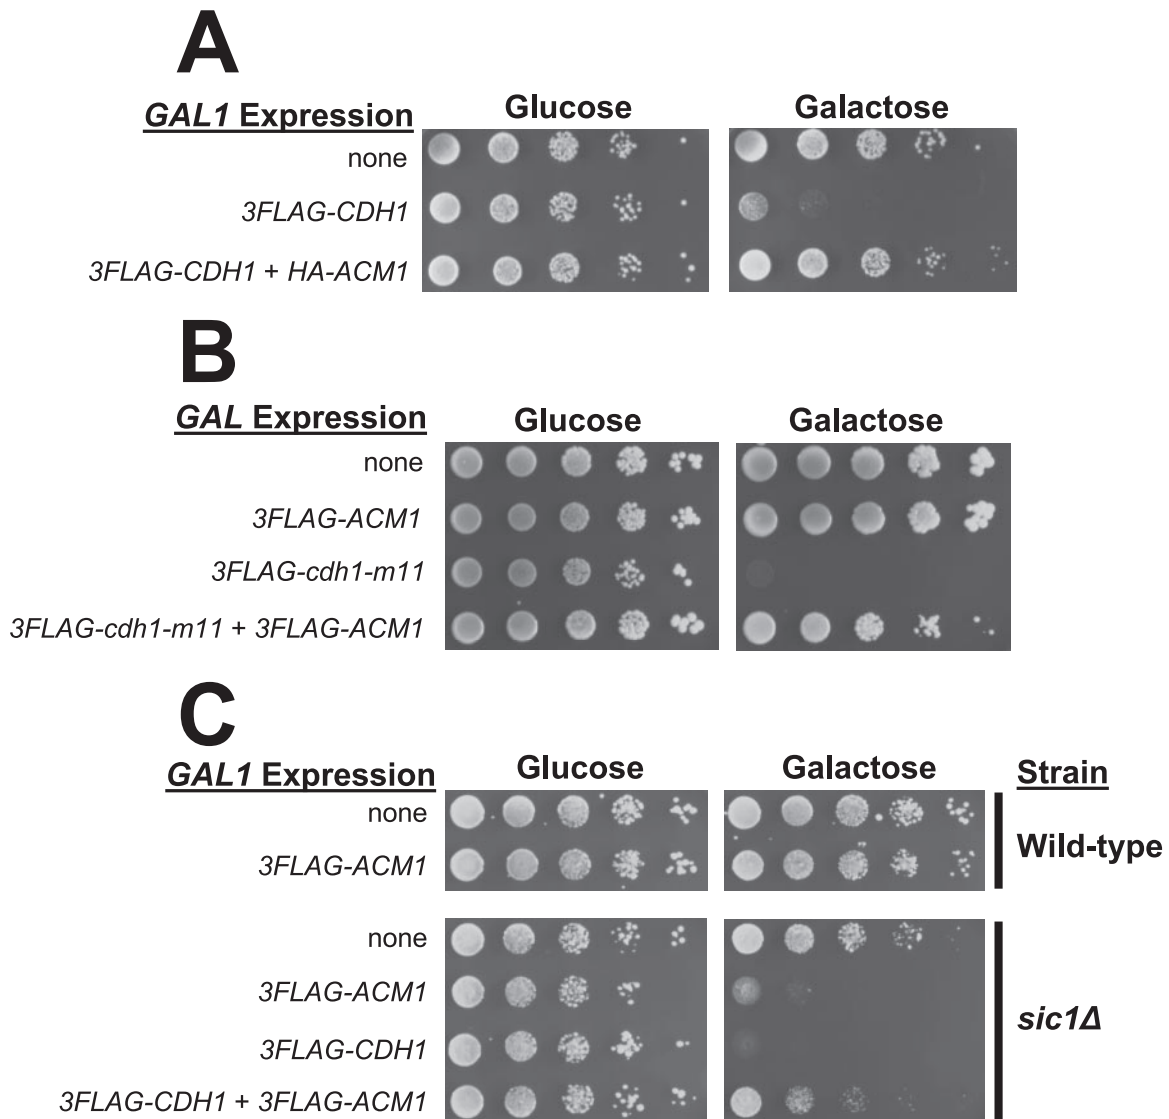 A
GAL1 Expression
Glucose
Galactose
none
3FLAG-CDH1
3FLAG-CDH1 + HA-ACM1
B
GAL Expression
Glucose
Galactose
none
3FLAG-ACM1
3FLAG-cdh1-m11
3FLAG-cdh1-m11 + 3FLAG-ACM1
C
GAL1 Expression
Glucose
Galactose
Strain
none
3FLAG-ACM1
Wild-type
none
3FLAG-ACM1
3FLAG-CDH1
3FLAG-CDH1 + 3FLAG-ACM1
sic1Δ